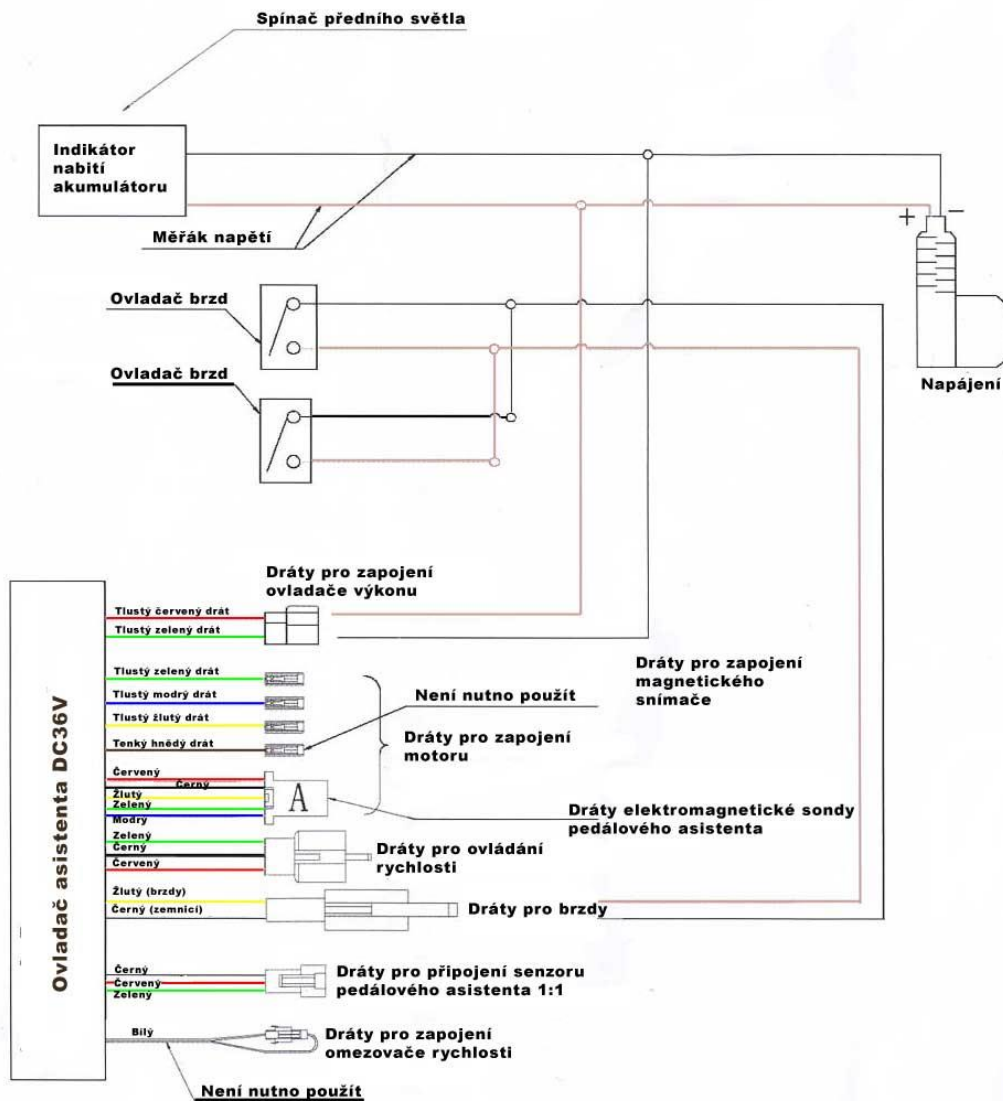 Spínač předního světla
Indikátor
nabití
akumulátoru
Měřák napětí
+
−
Napájení
Ovladač brzd
Ovladač brzd
Dráty pro zapojení
ovladače výkonu
Tlustý červený drát
Tlustý zelený drát
Dráty pro zapojení
magnetického
snímače
Tlustý zelený drát
Tlustý modrý drát
Tlustý žlutý drát
Tenký hnědý drát
Není nutno použít
Dráty pro zapojení
motoru
Ovladač asistenta DC36V
Červený
Černý
Žlutý
Zelený
Modrý
A
Dráty elektromagnetické sondy
pedálového asistenta
Zelený
Černý
Červený
Dráty pro ovládání
rychlosti
Žlutý (brzdy)
Černý (zemnicí)
Dráty pro brzdy
Černý
Červený
Zelený
Dráty pro připojení senzoru
pedálového asistenta 1:1
Bílý
Dráty pro zapojení
omezovače rychlosti
Není nutno použít